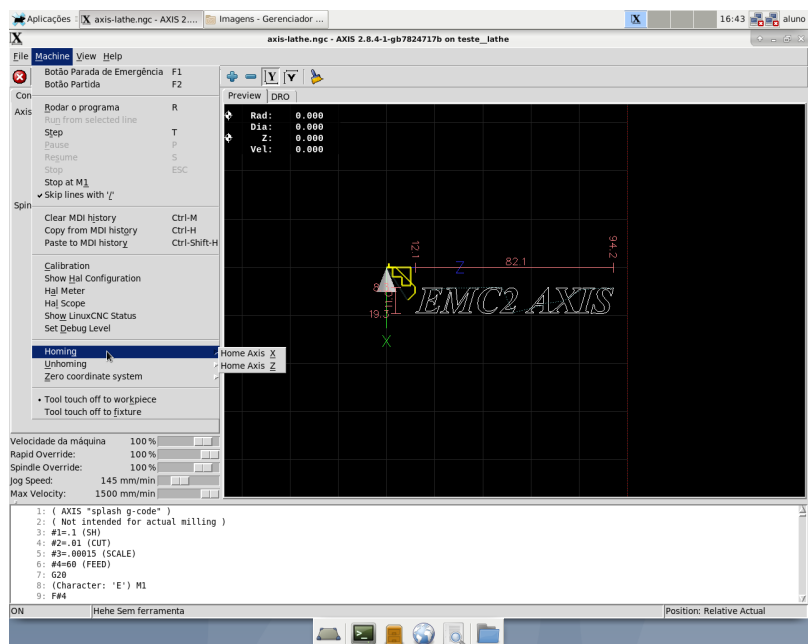 Aplicações
axis-lathe.ngc - AXIS 2....
Imagens - Gerenciador ...
16:43
aluno
axis-lathe.ngc - AXIS 2.8.4-1-gb7824717b on teste__lathe
File Machine View Help
Botão Parada de Emergência F1
Botão Partida F2
Rodar o programa R
Run from selected line
Step T
Pause P
Resume S
Stop ESC
Stop at M1
Skip lines with '/'
Clear MDI history Ctrl-M
Copy from MDI history Ctrl-H
Paste to MDI history Ctrl-Shift-H
Calibration
Show Hal Configuration
Hal Meter
Hal Scope
Show LinuxCNC Status
Set Debug Level
Homing
Unhoming
Zero coordinate system
Tool touch off to workpiece
Tool touch off to fixture
Home Axis X
Home Axis Z
Con
Axis
Spin
Velocidade da máquina 100 %
Rapid Override: 100 %
Spindle Override: 100 %
Jog Speed: 145 mm/min
Max Velocity: 1500 mm/min
Y Y
Preview DRO
Rad: 0.000
Dia: 0.000
Z: 0.000
Vel: 0.000
12.1
82.1
94.2
Z
19.3
X
EMC2 AXIS
1: ( AXIS "splash g-code" )
2: ( Not intended for actual milling )
3: #1=.1 (SH)
4: #2=.01 (CUT)
5: #3=.00015 (SCALE)
6: #4=60 (FEED)
7: G20
8: (Character: 'E') M1
9: F#4
ON
Hehe Sem ferramenta
Position: Relative Actual